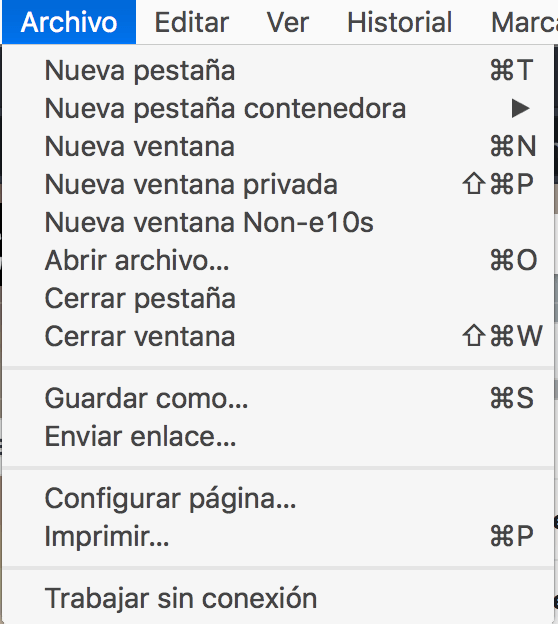 Archivo Editar Ver Historial
Nueva pestaña ⌘T
Nueva pestaña contenedora ▶
Nueva ventana ⌘N
Nueva ventana privada ⇧⌘P
Nueva ventana Non-e10s
Abrir archivo... ⌘O
Cerrar pestaña
Cerrar ventana ⇧⌘W
Guardar como... ⌘S
Enviar enlace...
Configurar página...
Imprimir... ⌘P
Trabajar sin conexión